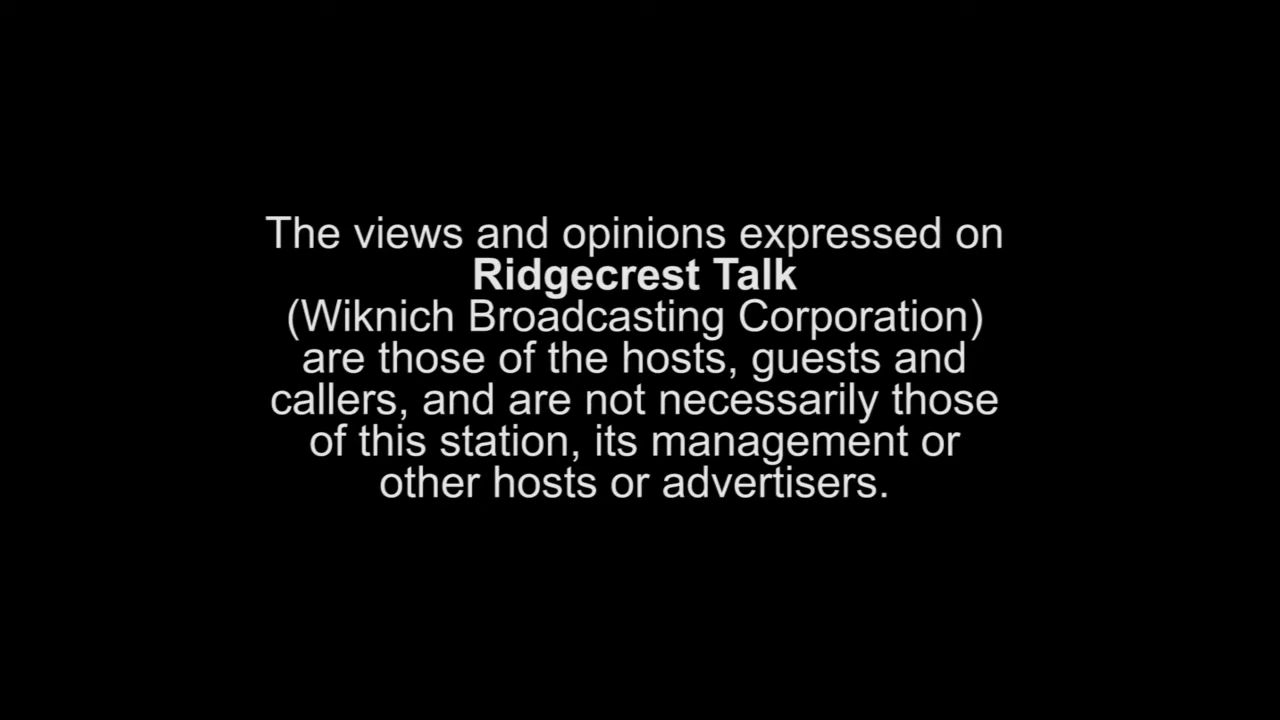 The views and opinions expressed on
Ridgecrest Talk
(Wiknich Broadcasting Corporation)
are those of the hosts, guests and
callers, and are not necessarily those
of this station, its management or
other hosts or advertisers.